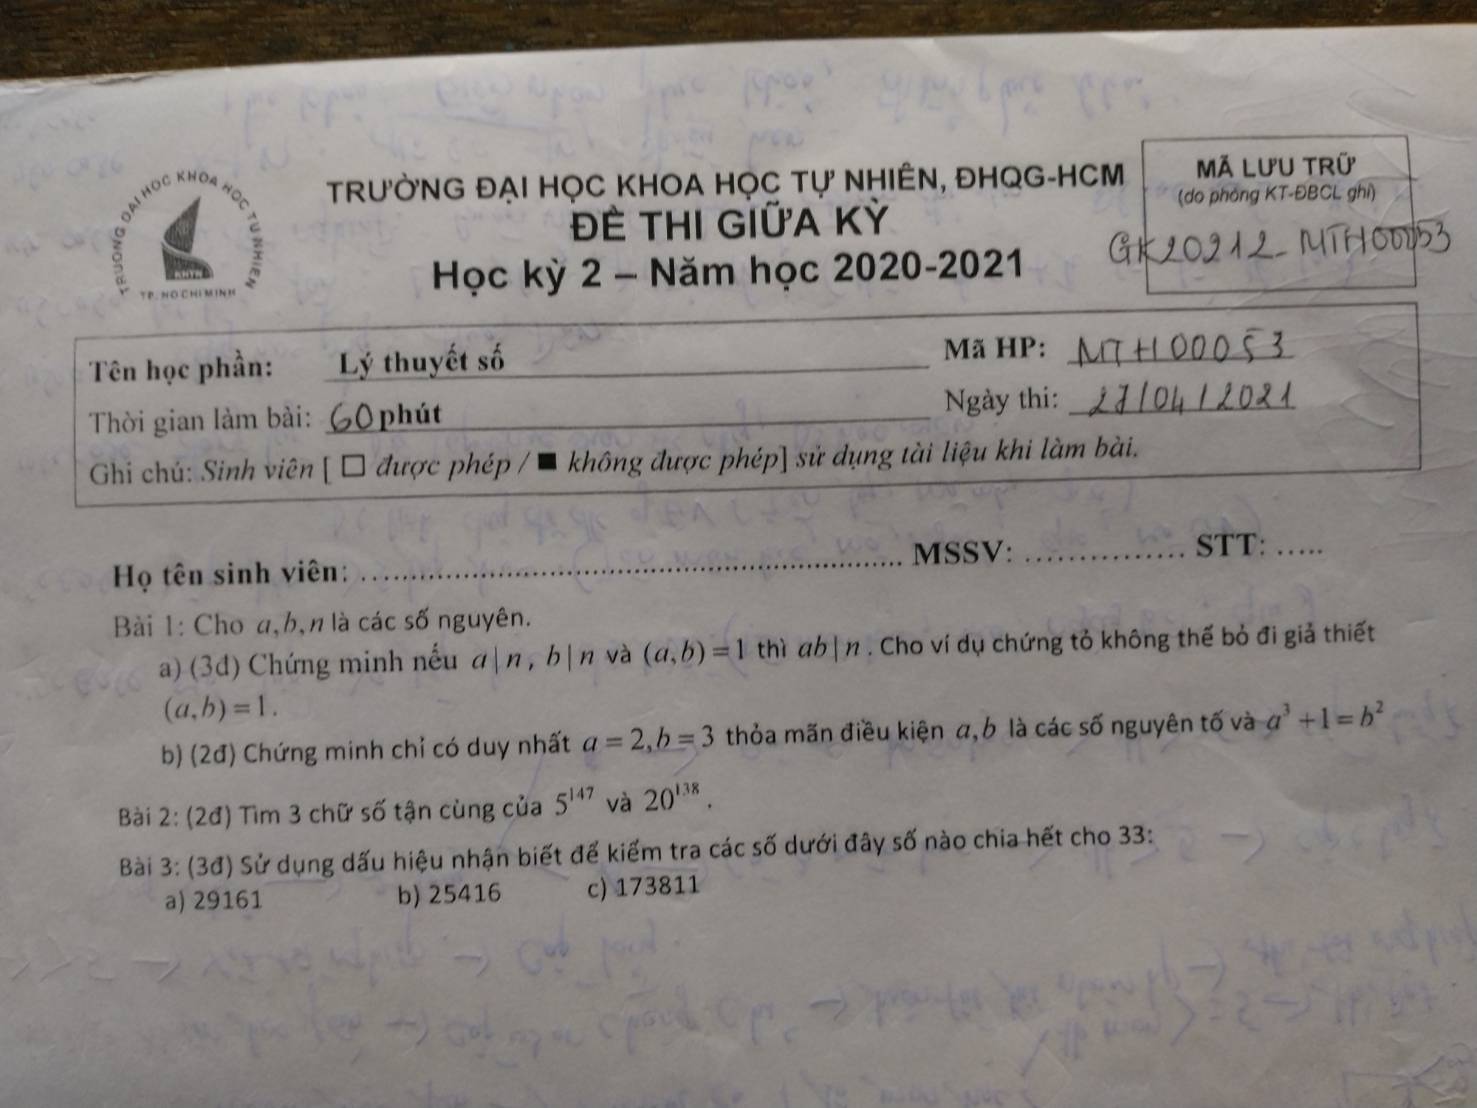 TRƯỜNG ĐẠI HỌC KHOA HỌC TỰ NHIÊN
KHTN
TP. HO CHI MINH
TRƯỜNG ĐẠI HỌC KHOA HỌC TỰ NHIÊN, ĐHQG-HCM
ĐỀ THI GIỮA KỲ
Học kỳ 2 – Năm học 2020-2021
MÃ LƯU TRỮ
(do phòng KT-ĐBCL ghi)
GK20212_MTH00053
Tên học phần: Lý thuyết số Mã HP: MTH00053
Thời gian làm bài: 60 phút Ngày thi: 27/04/2021
Ghi chú: Sinh viên [ □ được phép / ■ không được phép] sử dụng tài liệu khi làm bài.
Họ tên sinh viên: .................... MSSV: ................ STT: .....
Bài 1: Cho a,b,n là các số nguyên.
a) (3đ) Chứng minh nếu a|n, b|n và (a,b)=1 thì ab|n. Cho ví dụ chứng tỏ không thể bỏ đi giả thiết
(a,b)=1.
b) (2đ) Chứng minh chỉ có duy nhất a=2,b=3 thỏa mãn điều kiện a,b là các số nguyên tố và a³+1=b²
Bài 2: (2đ) Tìm 3 chữ số tận cùng của 5¹⁴⁷ và 20¹³⁸.
Bài 3: (3đ) Sử dụng dấu hiệu nhận biết để kiểm tra các số dưới đây số nào chia hết cho 33:
a) 29161 b) 25416 c) 173811